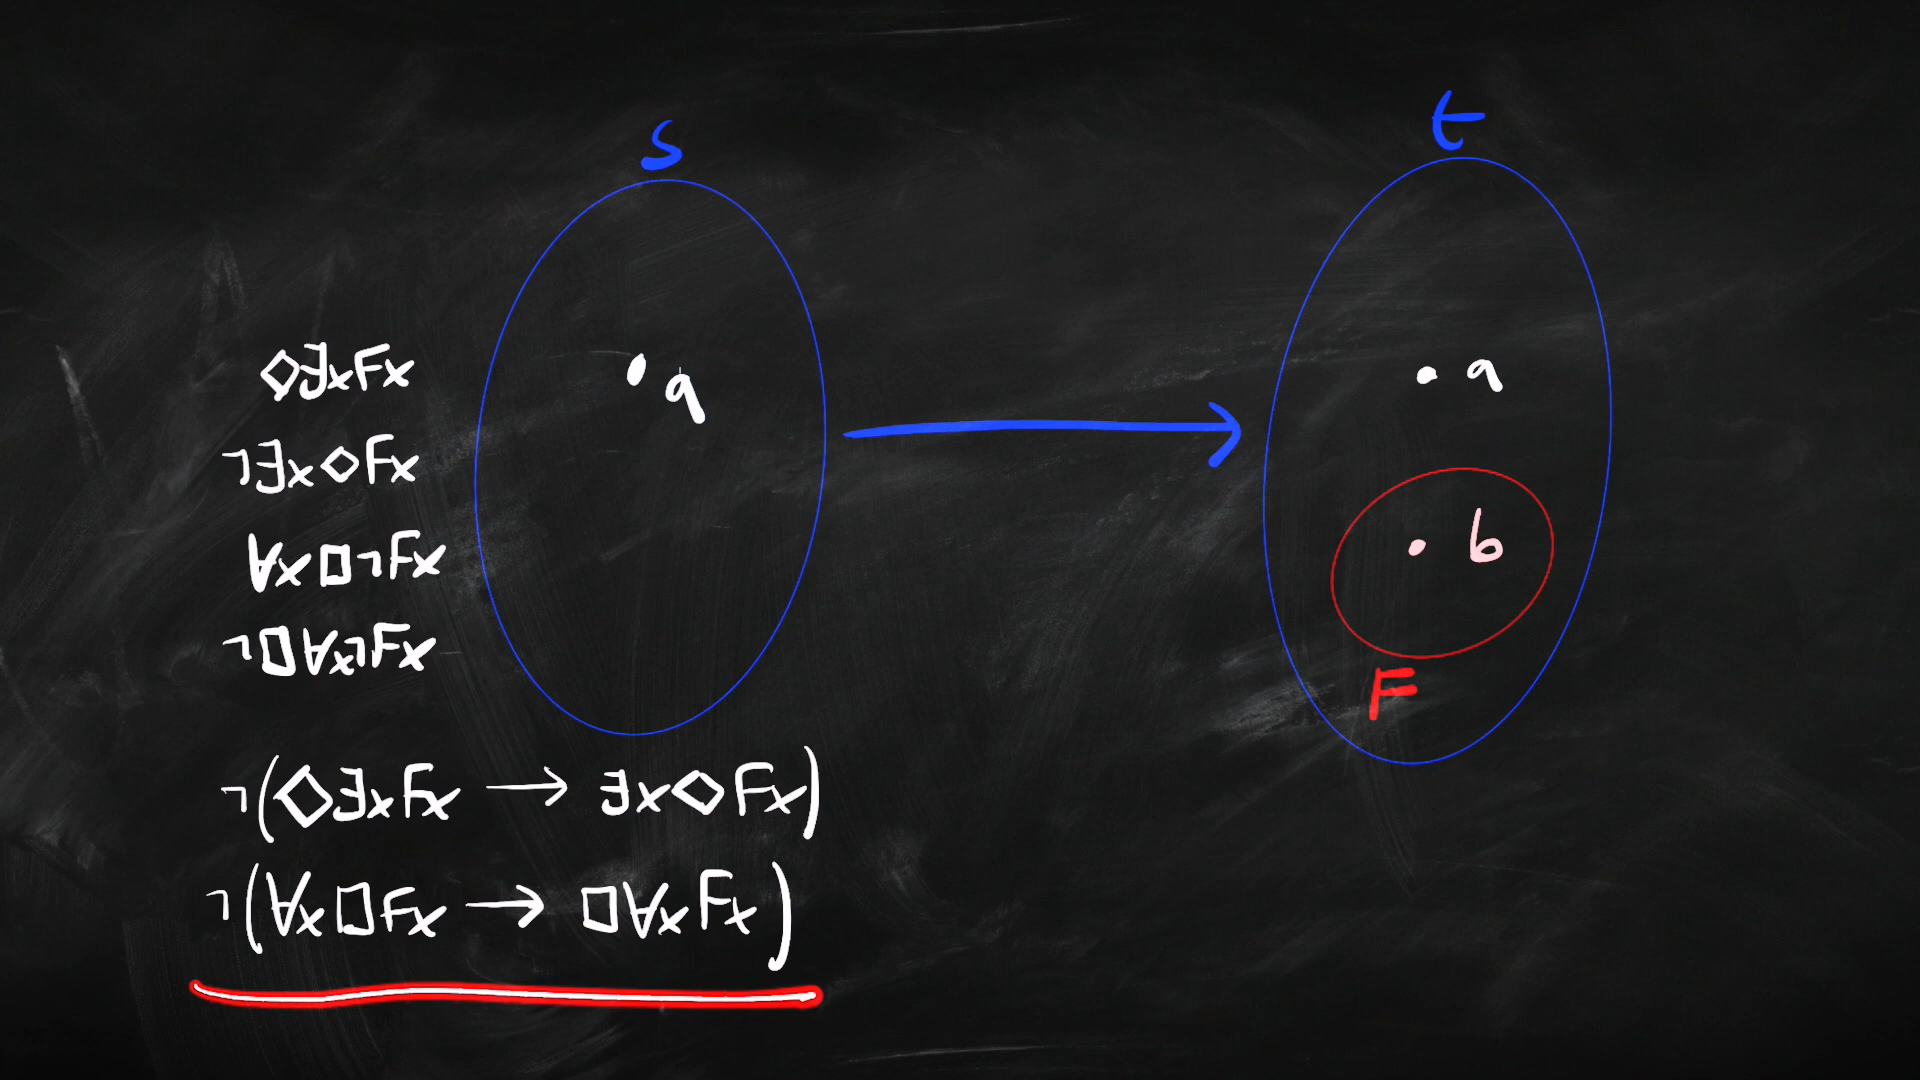 s
t
◇∃xFx
a
a
¬∃x◇Fx
∀x□¬Fx
b
¬□∀x¬Fx
F
¬(◇∃xFx → ∃x◇Fx)
¬(∀x□Fx → □∀xFx)